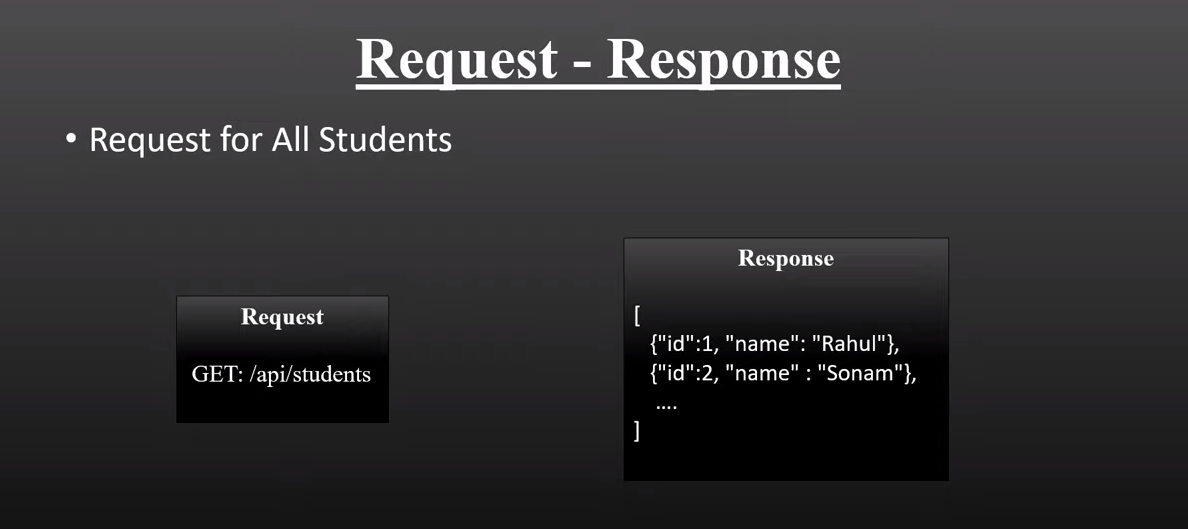 Request - Response
• Request for All Students
Request
GET: /api/students
Response
[
{"id":1, "name": "Rahul"},
{"id":2, "name" : "Sonam"},
....
]